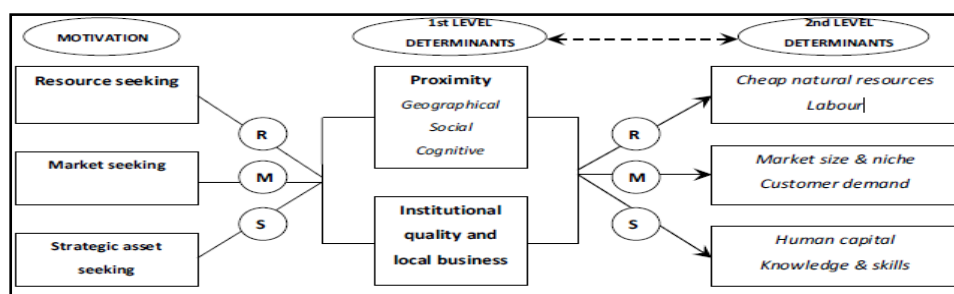 MOTIVATION
1st LEVEL
DETERMINANTS
2nd LEVEL
DETERMINANTS
Resource seeking
Market seeking
Strategic asset
seeking
R
M
S
Proximity
Geographical
Social
Cognitive
Institutional
quality and
local business
R
M
S
Cheap natural resources
Labour
Market size & niche
Customer demand
Human capital
Knowledge & skills